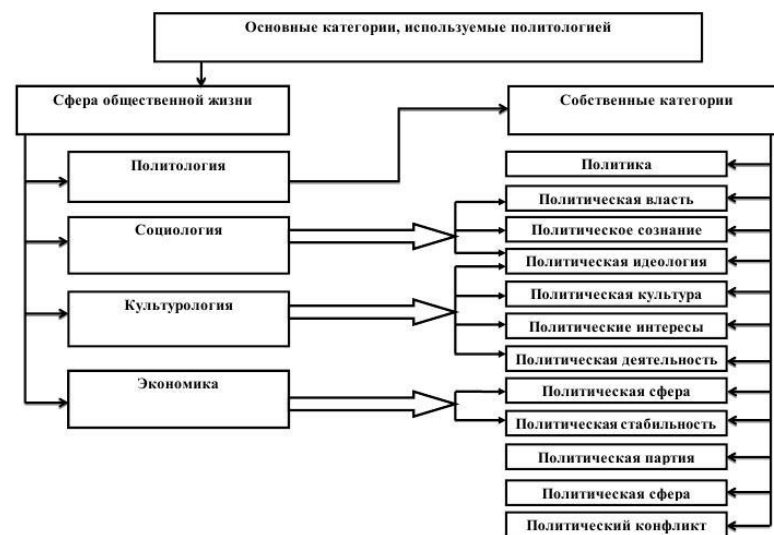 Основные категории, используемые политологией
Сфера общественной жизни
Собственные категории
Политология
Социология
Культурология
Экономика
Политика
Политическая власть
Политическое сознание
Политическая идеология
Политическая культура
Политические интересы
Политическая деятельность
Политическая сфера
Политическая стабильность
Политическая партия
Политическая сфера
Политический конфликт